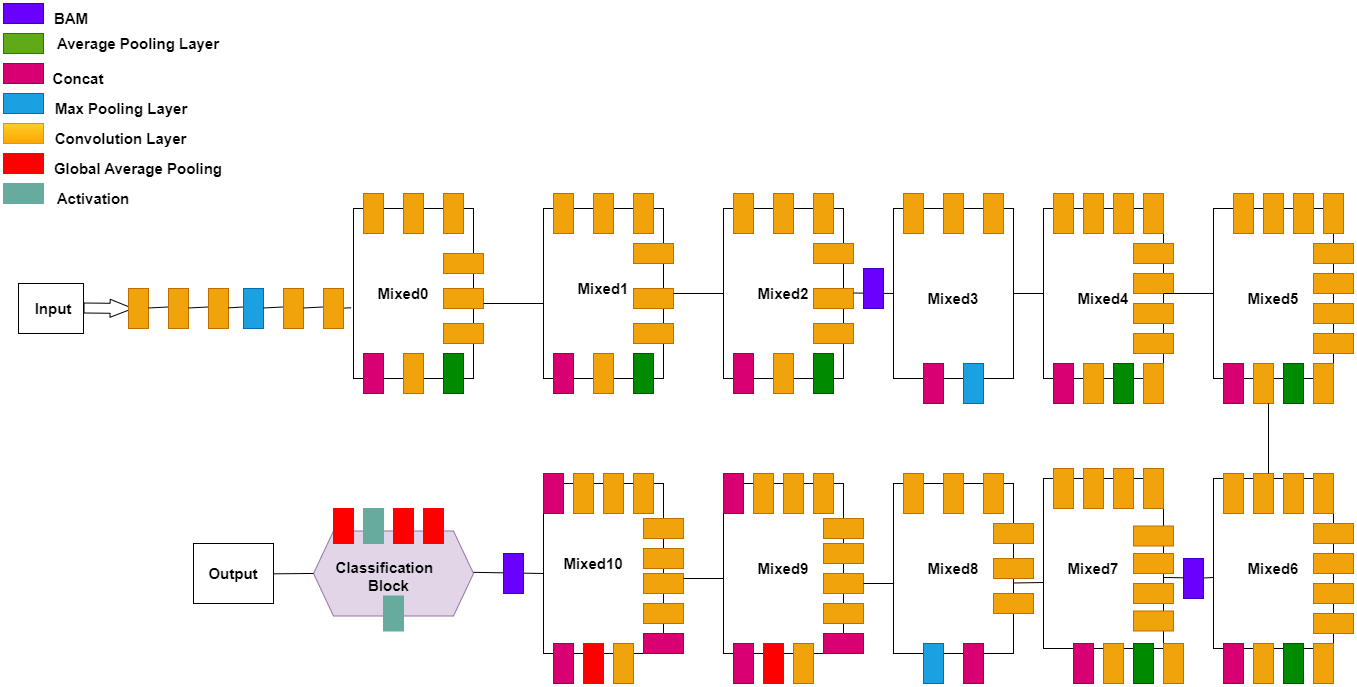 BAM
Average Pooling Layer
Concat
Max Pooling Layer
Convolution Layer
Global Average Pooling
Activation
Input
Mixed0
Mixed1
Mixed2
Mixed3
Mixed4
Mixed5
Output
Classification
Block
Mixed10
Mixed9
Mixed8
Mixed7
Mixed6